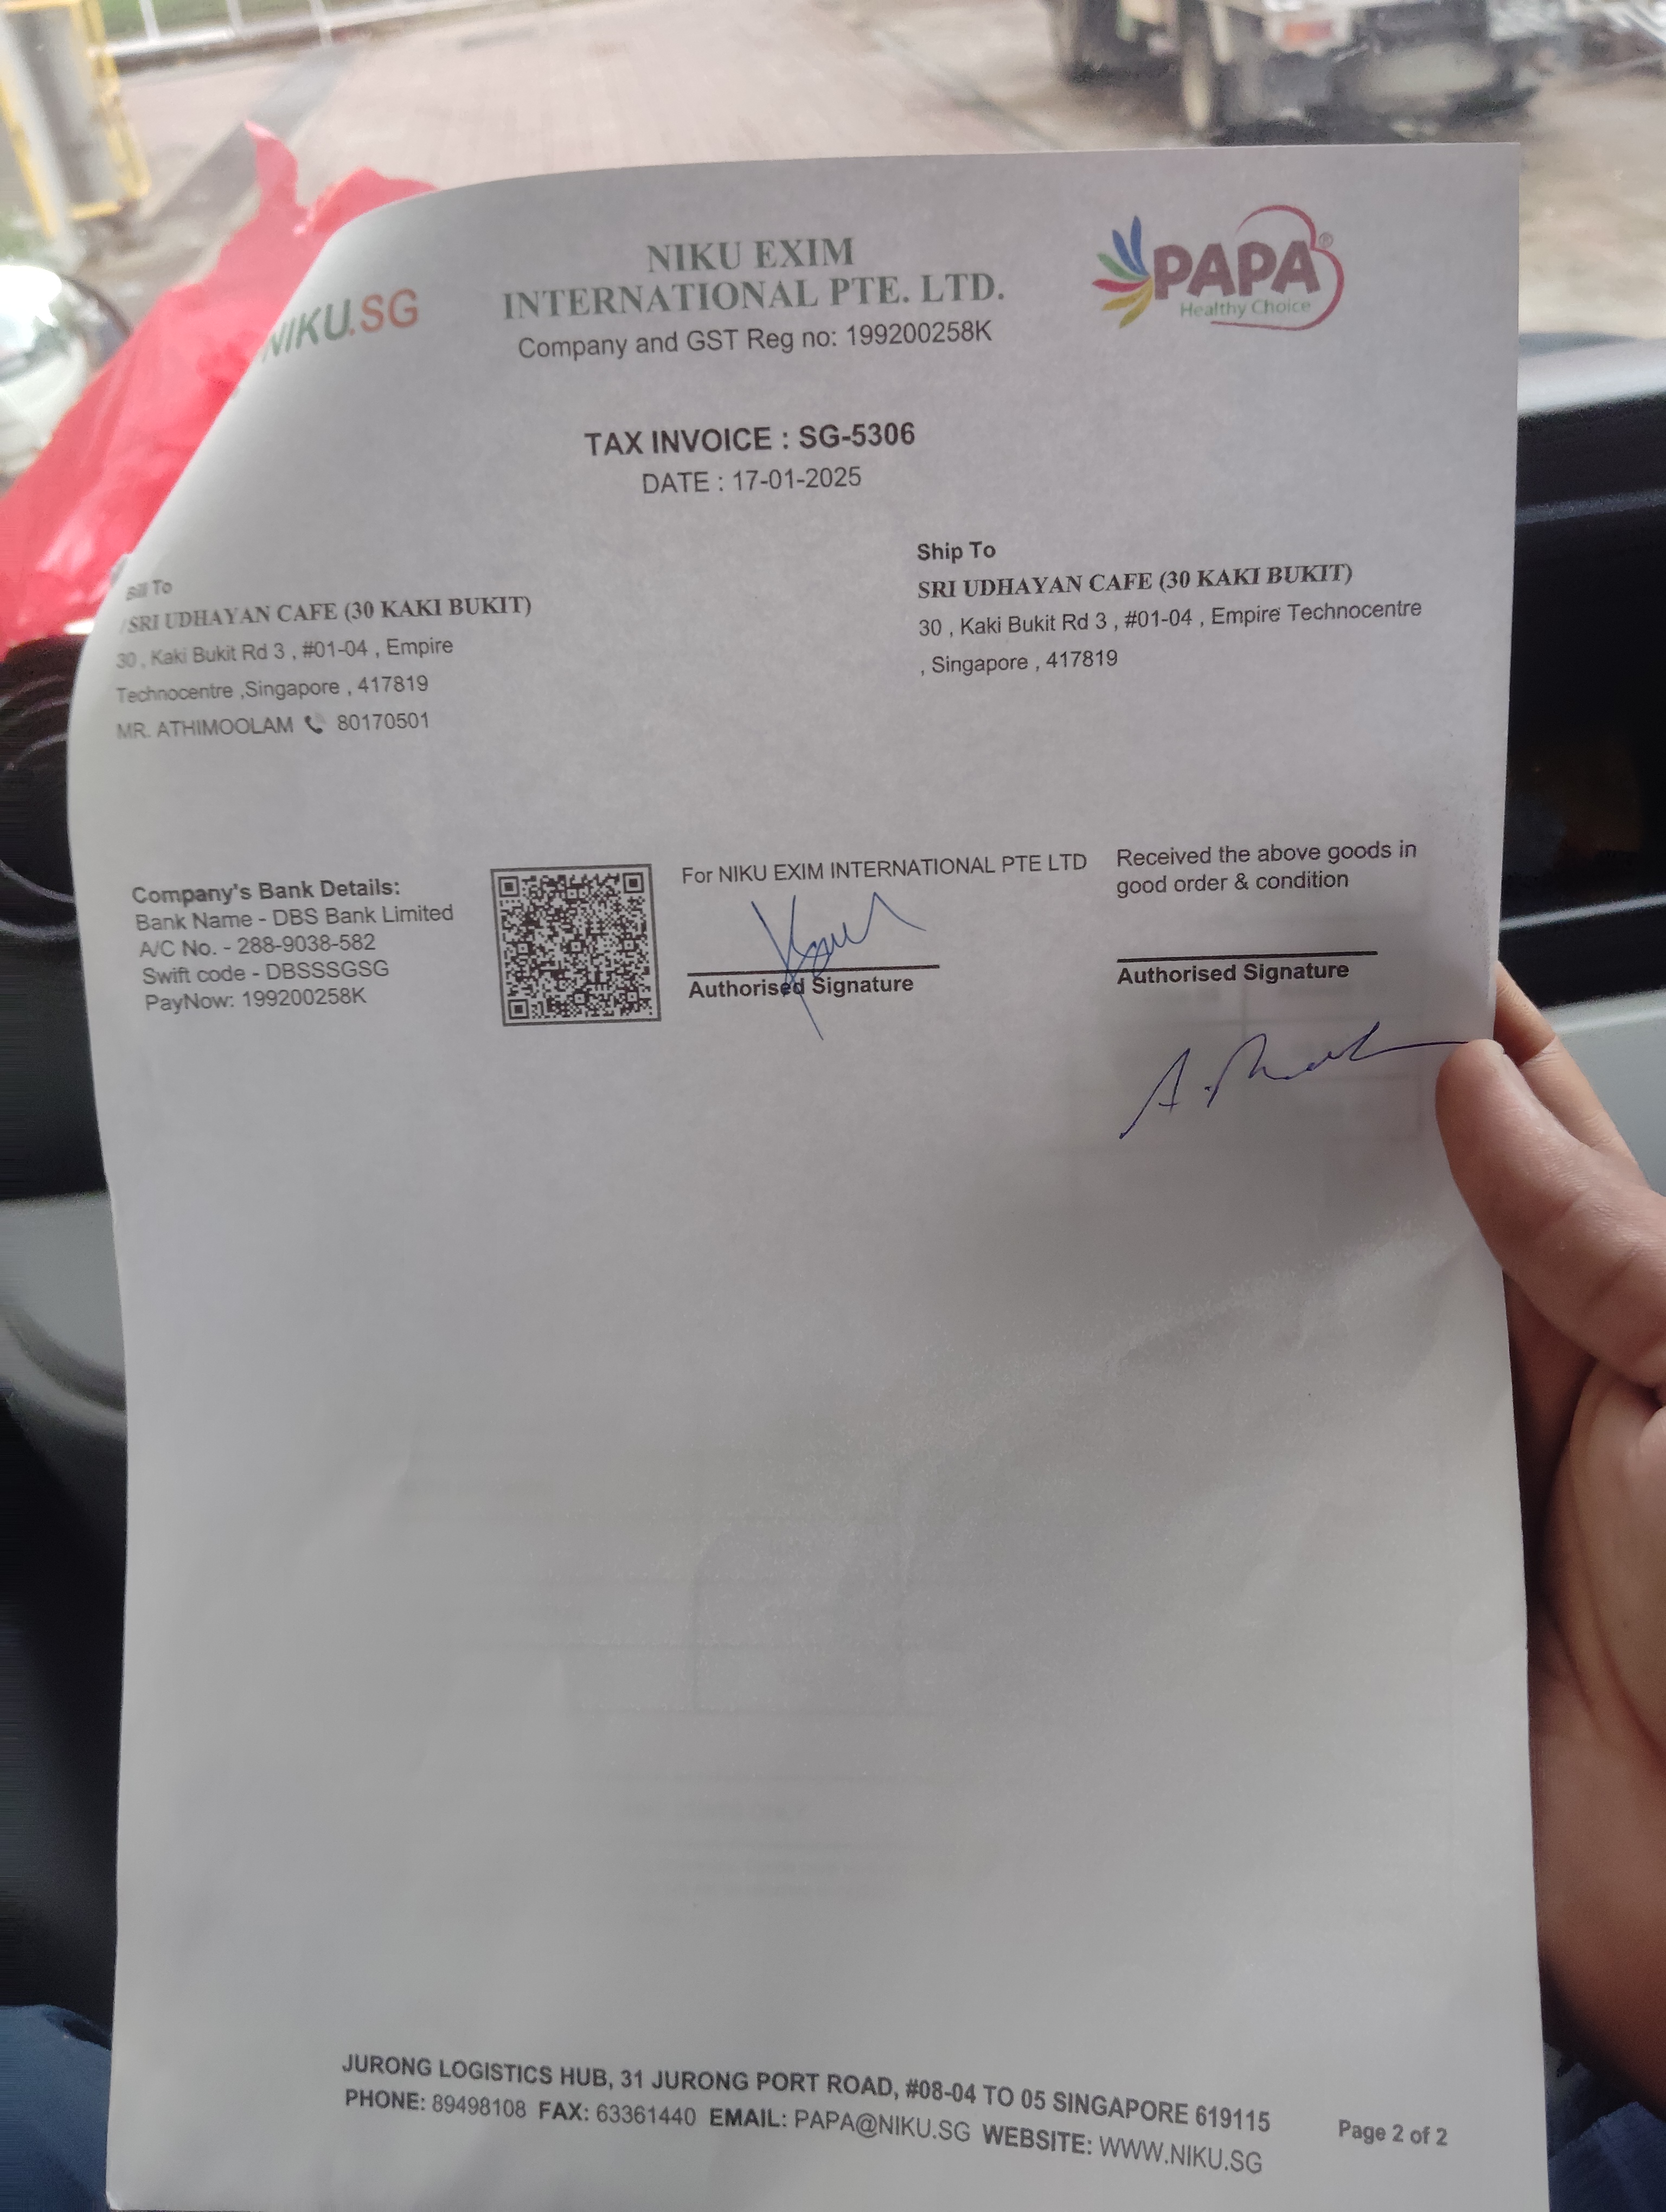 NIKU.SG
NIKU EXIM
INTERNATIONAL PTE. LTD.
Company and GST Reg no: 199200258K
PAPA®
Healthy Choice
TAX INVOICE : SG-5306
DATE : 17-01-2025
Bill To
SRI UDHAYAN CAFE (30 KAKI BUKIT)
30 , Kaki Bukit Rd 3 , #01-04 , Empire
Technocentre ,Singapore , 417819
MR. ATHIMOOLAM 80170501
Ship To
SRI UDHAYAN CAFE (30 KAKI BUKIT)
30 , Kaki Bukit Rd 3 , #01-04 , Empire Technocentre
, Singapore , 417819
Company's Bank Details:
Bank Name - DBS Bank Limited
A/C No. - 288-9038-582
Swift code - DBSSSGSG
PayNow: 199200258K
For NIKU EXIM INTERNATIONAL PTE LTD
Authorised Signature
Received the above goods in
good order & condition
Authorised Signature
JURONG LOGISTICS HUB, 31 JURONG PORT ROAD, #08-04 TO 05 SINGAPORE 619115
PHONE: 89498108 FAX: 63361440 EMAIL: PAPA@NIKU.SG WEBSITE: WWW.NIKU.SG
Page 2 of 2